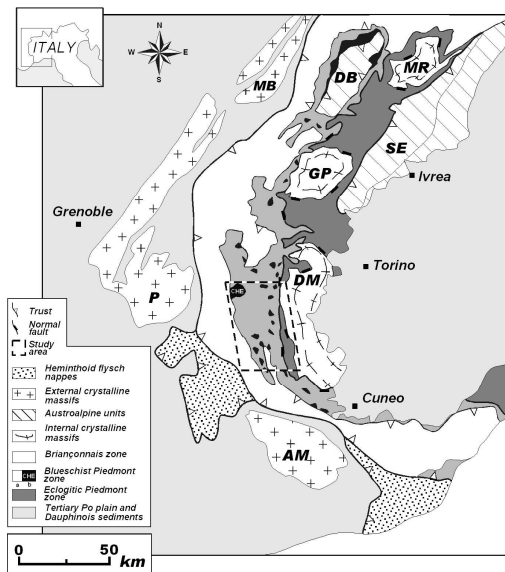 ITALY
N
W E
S
MB
DB
MR
SE
GP
Ivrea
Grenoble
DM
Torino
P
CHE
Cuneo
AM
Trust
Normal
fault
Study
area
Heminthoid flysch
nappes
External crystalline
massifs
Austroalpine units
Internal crystalline
massifs
Briançonnais zone
CHE
a b
Blueschist Piedmont
zone
Eclogitic Piedmont
zone
Tertiary Po plain and
Dauphinois sediments
0 50
km